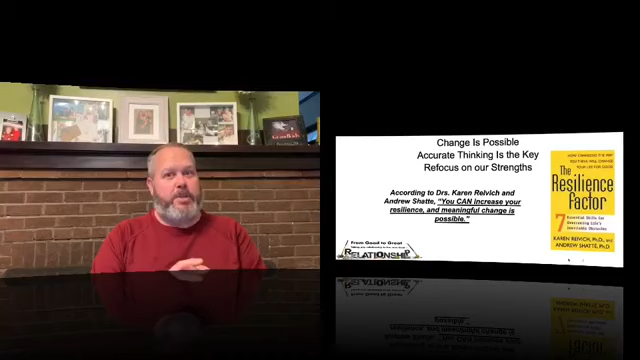 Change Is Possible
Accurate Thinking Is the Key
Refocus on our Strengths
According to Drs. Karen Reivich and
Andrew Shatte, "You CAN increase your
resilience, and meaningful change is
possible."
From Good to Great
RELATIONSHIP
The
Resilience
Factor
7
Essential Skills for
Overcoming Life's
Inevitable Obstacles
KAREN REIVICH, PH.D., AND
ANDREW SHATTÉ, PH.D.